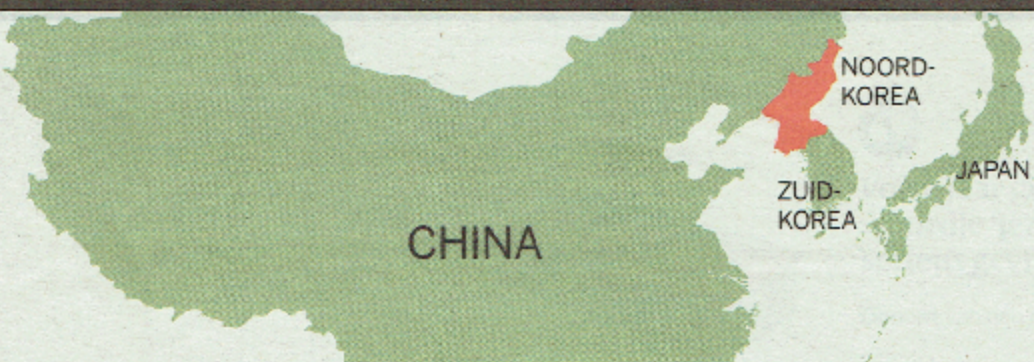 NOORD-
KOREA
JAPAN
ZUID-
KOREA
CHINA